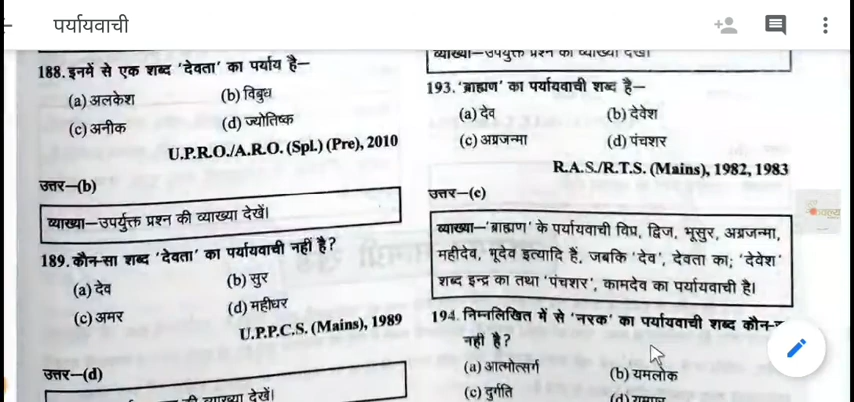 पर्यायवाची
188. इनमें से एक शब्द 'देवता' का पर्याय है—
(a) अलकेश (b) विबुध
(c) अनीक (d) ज्योतिष्क
U.P.R.O./A.R.O. (Spl.) (Pre), 2010
उत्तर—(b)
व्याख्या—उपर्युक्त प्रश्न की व्याख्या देखें।
189. कौन-सा शब्द 'देवता' का पर्यायवाची नहीं है?
(a) देव (b) सुर
(c) अमर (d) महीधर
U.P.P.C.S. (Mains), 1989
उत्तर—(d)
की व्याख्या देखें।
व्याख्या—उपर्युक्त प्रश्न की व्याख्या देखें।
193. 'ब्राह्मण' का पर्यायवाची शब्द है—
(a) देव (b) देवेश
(c) अग्रजन्मा (d) पंचशर
R.A.S./R.T.S. (Mains), 1982, 1983
उत्तर—(c)
व्याख्या—'ब्राह्मण' के पर्यायवाची विप्र, द्विज, भूसुर, अग्रजन्मा,
महीदेव, भूदेव इत्यादि हैं, जबकि 'देव', देवता का; 'देवेश'
शब्द इन्द्र का तथा 'पंचशर', कामदेव का पर्यायवाची है।
194. निम्नलिखित में से 'नरक' का पर्यायवाची शब्द कौन-
नहीं है?
(a) आत्मोत्सर्ग (b) यमलोक
(c) दुर्गति (d)